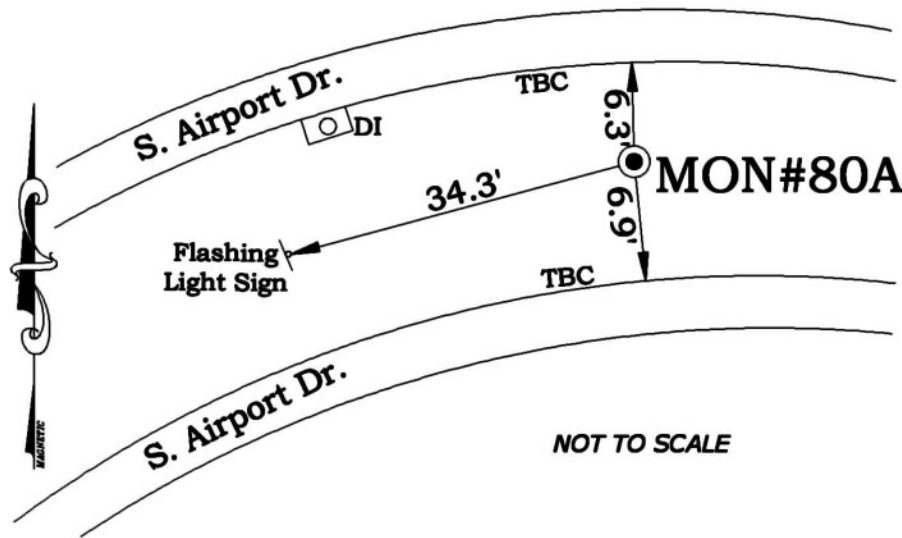 S. Airport Dr.
TBC
DI
6.3'
MON#80A
34.3'
6.9'
Flashing
Light Sign
TBC
S. Airport Dr.
NOT TO SCALE
MAGNETIC